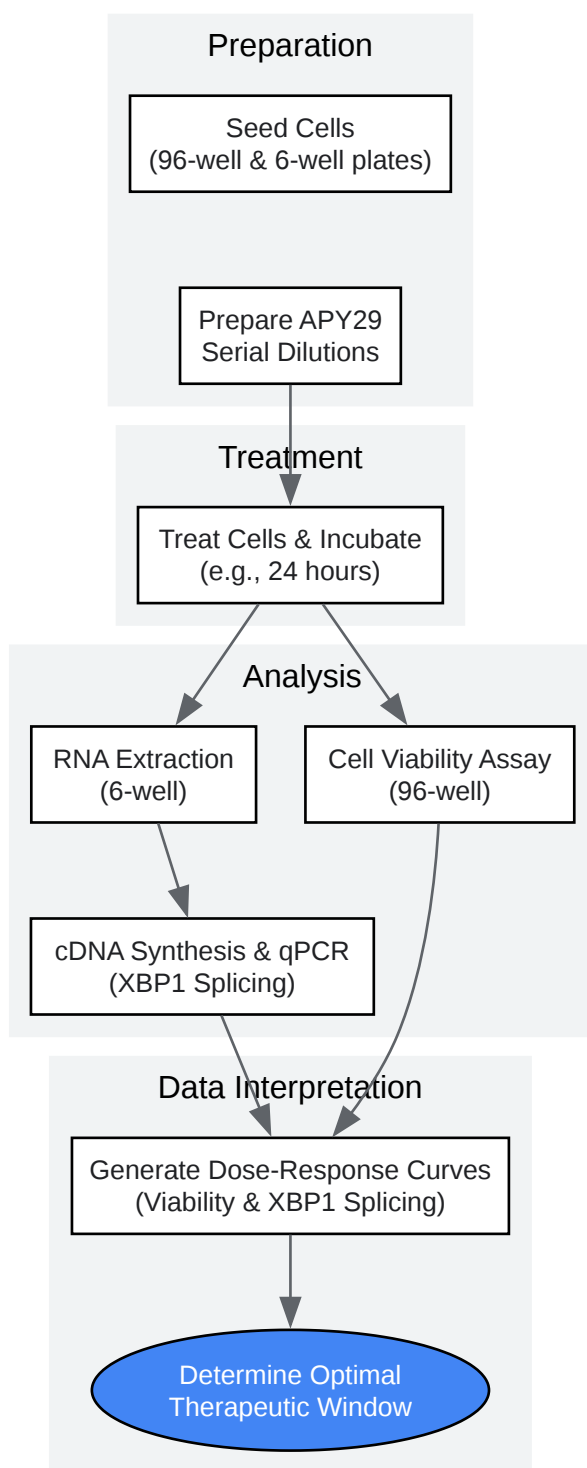 Preparation
Seed Cells
(96-well & 6-well plates)
Prepare APY29
Serial Dilutions
Treatment
Treat Cells & Incubate
(e.g., 24 hours)
Analysis
RNA Extraction
(6-well)
Cell Viability Assay
(96-well)
cDNA Synthesis & qPCR
(XBP1 Splicing)
Data Interpretation
Generate Dose-Response Curves
(Viability & XBP1 Splicing)
Determine Optimal
Therapeutic Window